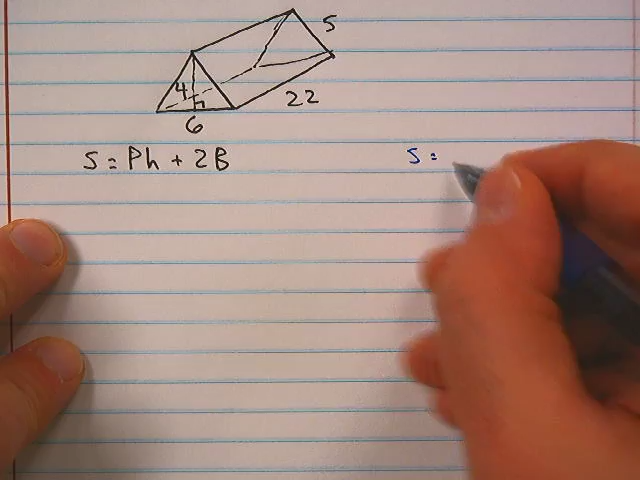 5
4
22
6
S = Ph + 2B
S =